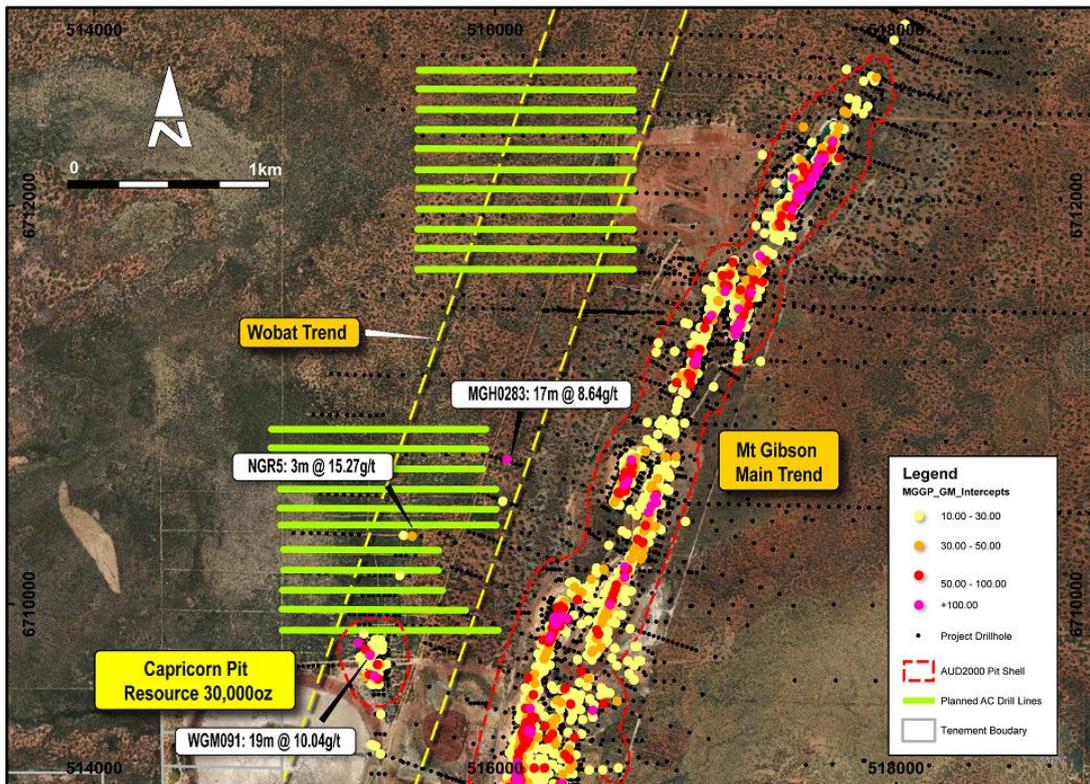 514000
516000
518000
N
0
1km
6712000
6712000
Wobat Trend
MGH0283: 17m @ 8.64g/t
NGR5: 3m @ 15.27g/t
Mt Gibson
Main Trend
Legend
MGGP_GM_Intercepts
10.00 - 30.00
30.00 - 50.00
50.00 - 100.00
+100.00
Project Drillhole
AUD2000 Pit Shell
Planned AC Drill Lines
Tenement Boudary
6710000
6710000
Capricorn Pit
Resource 30,000oz
WGM091: 19m @ 10.04g/t
514000
516000
518000